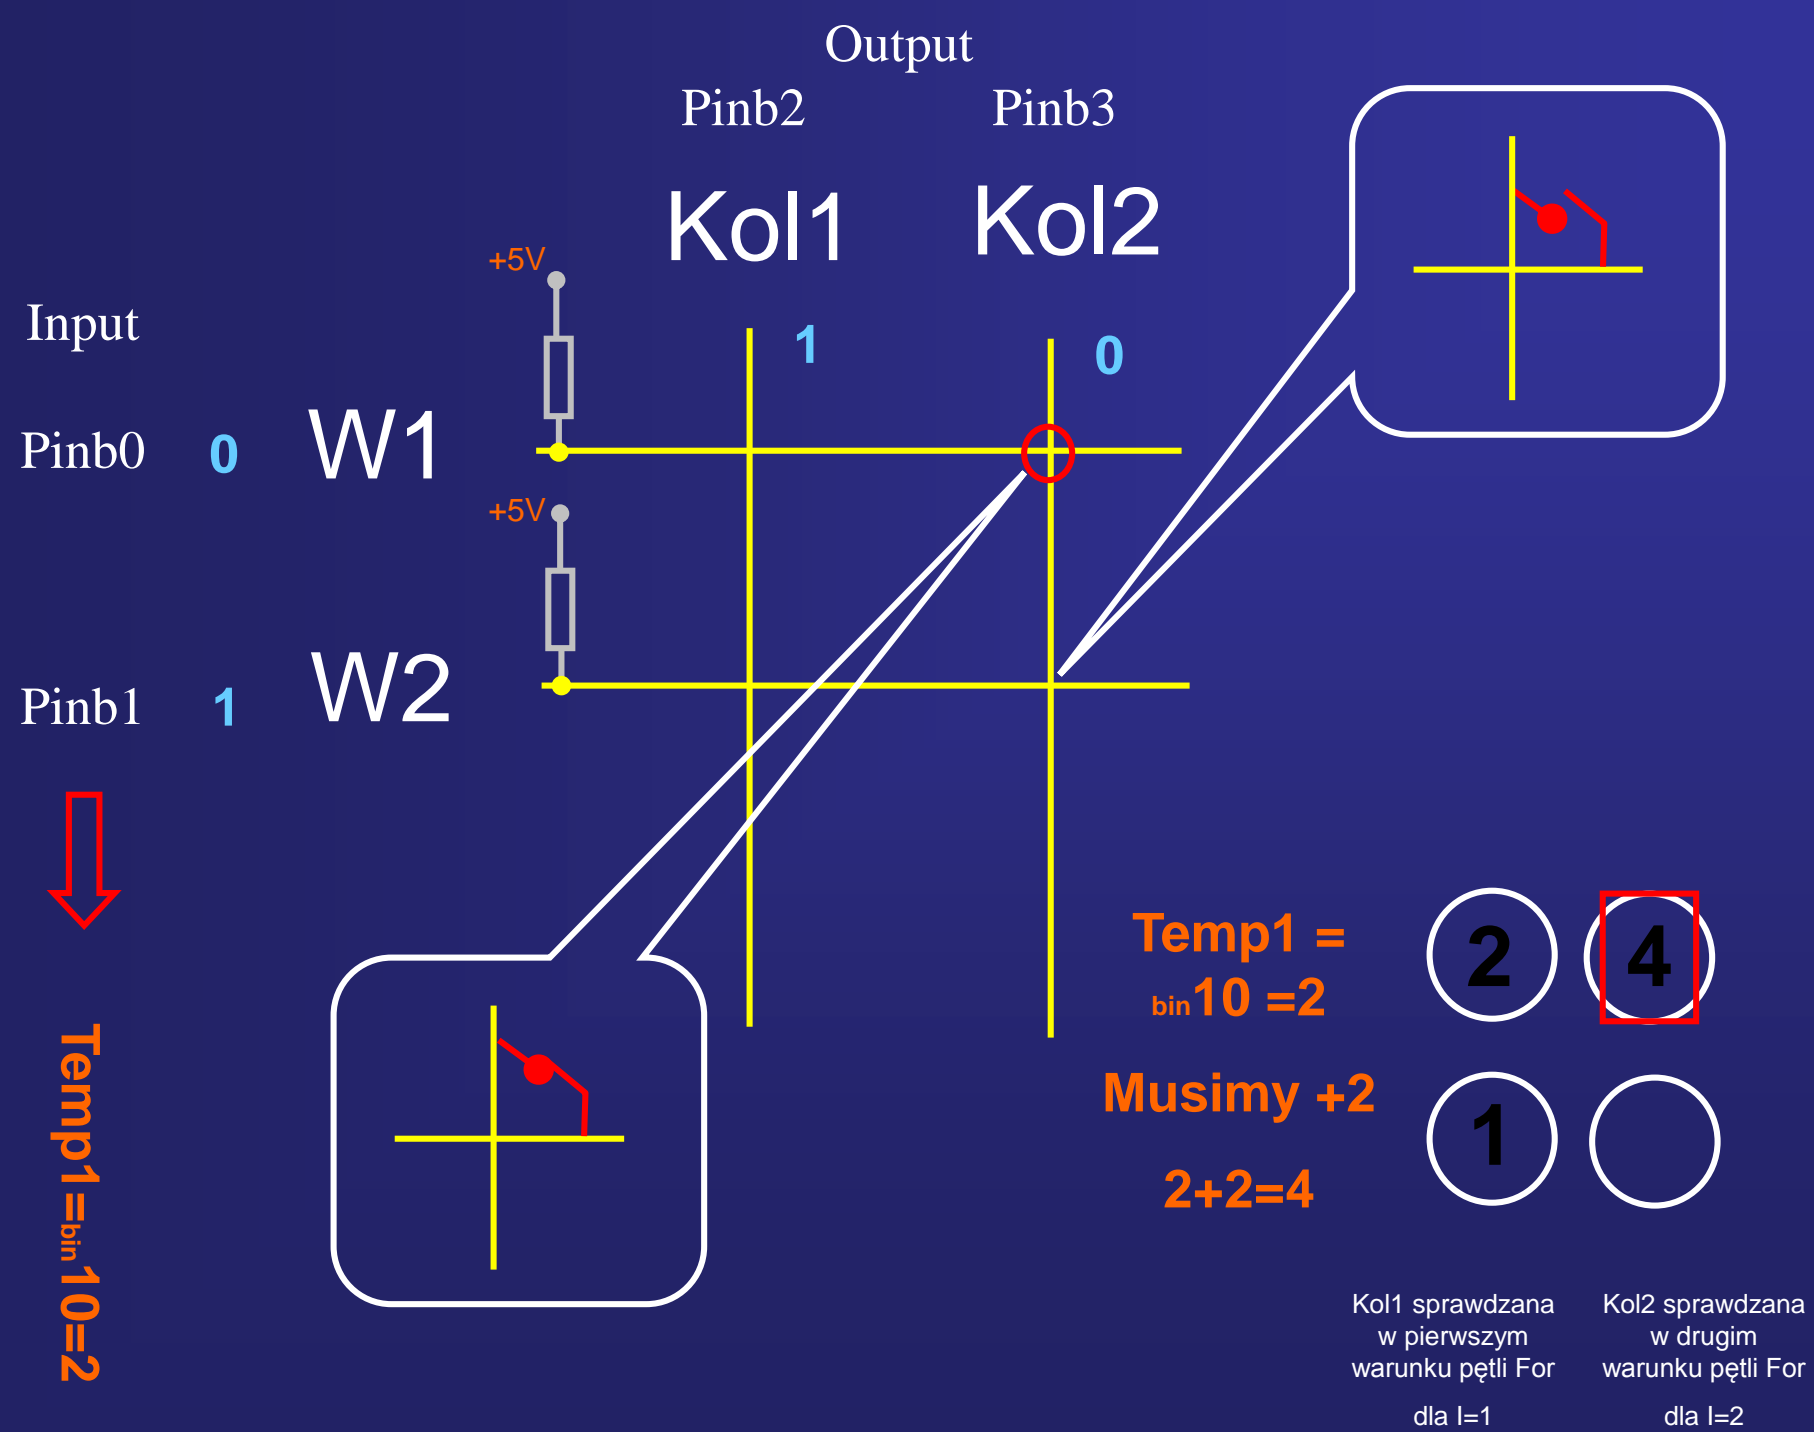 Output
Pinb2 Pinb3
Kol1 Kol2
+5V
Input
1 0
Pinb0 0 W1
+5V
Pinb1 1 W2
Temp1=bin10=2
Temp1 =
bin10 =2
Musimy +2
2+2=4
2 4
1
Kol1 sprawdzana
w pierwszym
warunku pętli For
dla I=1
Kol2 sprawdzana
w drugim
warunku pętli For
dla I=2